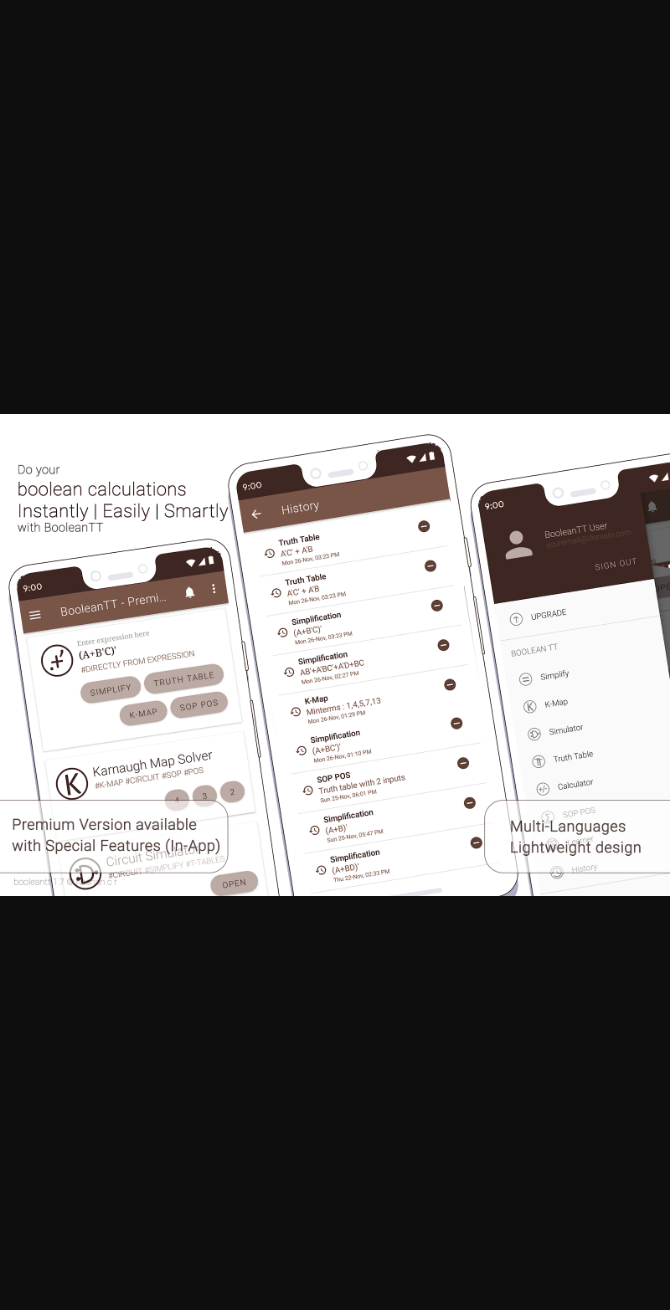 Do your
boolean calculations
Instantly | Easily | Smartly
with BooleanTT
9:00
BooleanTT - Premi...
Enter expression here
(A+B'C)'
#DIRECTLY FROM EXPRESSION
SIMPLIFY
TRUTH TABLE
K-MAP
SOP POS
Karnaugh Map Solver
#K-MAP #CIRCUIT #SOP #POS
4
3
2
Premium Version available
with Special Features (In-App)
Circuit Simulator
#CIRCUIT #SIMPLIFY #T-TABLES
OPEN
9:00
History
Truth Table
A'C' + A'B
Mon 26-Nov, 03:23 PM
Truth Table
A'C' + A'B
Mon 26-Nov, 03:23 PM
Simplification
(A+B'C)'
Mon 26-Nov, 03:23 PM
Simplification
AB'+A'BC'+A'D+BC
Mon 26-Nov, 02:27 PM
K-Map
Minterms : 1,4,5,7,13
Mon 26-Nov, 01:29 PM
Simplification
(A+BC')'
Mon 26-Nov, 01:10 PM
SOP POS
Truth table with 2 inputs
Sun 25-Nov, 06:01 PM
Simplification
(A+B)'
Sun 25-Nov, 05:47 PM
Simplification
(A+BD)'
Thu 22-Nov, 02:33 PM
9:00
BooleanTT User
youremail@domain.com
SIGN OUT
UPGRADE
BOOLEAN TT
Simplify
K-Map
Simulator
Truth Table
Calculator
SOP POS
Multi-Languages
Lightweight design
History